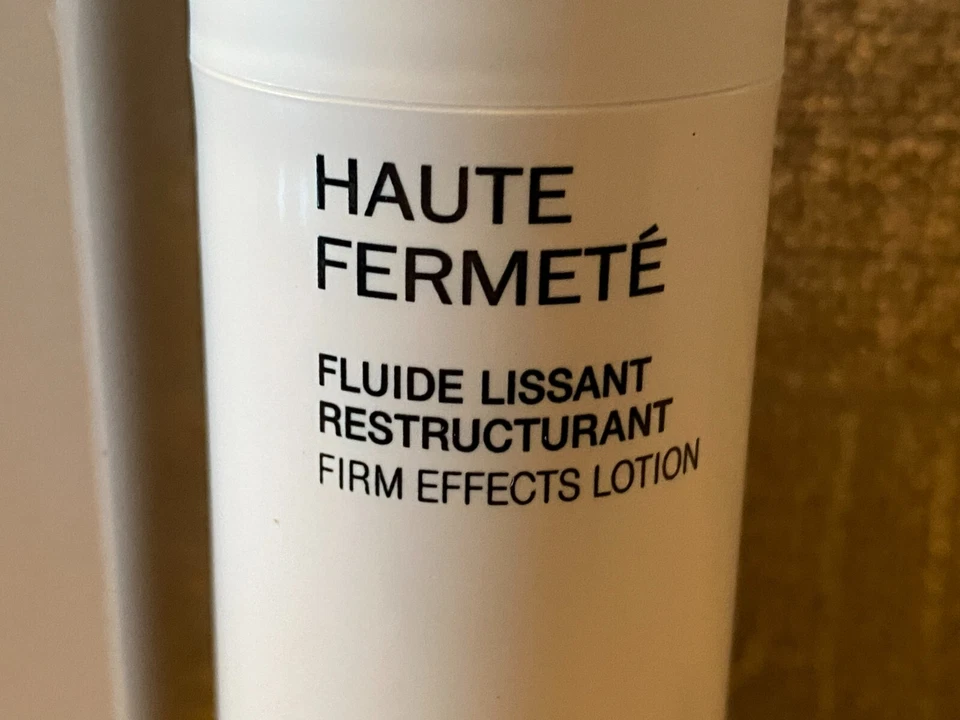 HAUTE
FERMETÉ
FLUIDE LISSANT
RESTRUCTURANT
FIRM EFFECTS LOTION